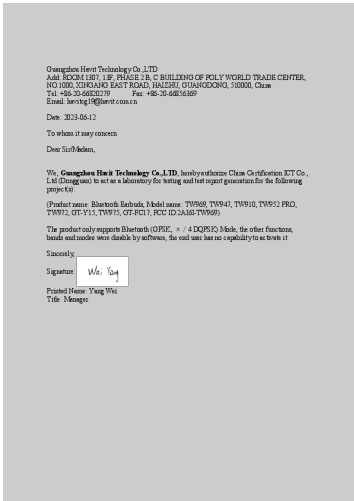 Guangzhou Havit Technology Co.,LTD
Add: ROOM 1307, 13F, PHASE 2 B, C BUILDING OF POLY WORLD TRADE CENTER,
NO.1000, XINGANG EAST ROAD, HAIZHU, GUANGDONG, 510000, China
Tel: +86-20-66820279 Fax: +86-20-66856369
Email: havitcg19@havit.com.cn
Date: 2023-06-12
To whom it may concern
Dear Sir/Madam,
We, Guangzhou Havit Technology Co.,LTD, hereby authorize China Certification ICT Co.,
Ltd (Dongguan) to act as a laboratory for testing and test report generation for the following
project(s):
(Product name: Bluetooth Earbuds, Model name: TW969, TW947, TW910, TW952 PRO,
TW972, GT-Y15, TW975, GT-FC17, FCC ID:2AI6I-TW969)
The product only supports Bluetooth (GFSK, π / 4 DQPSK) Mode, the other functions,
bands and modes were disable by software, the end user has no capability to activate it.
Sincerely,
Signature: Wei Yang
Printed Name: Yang Wei
Title: Manager